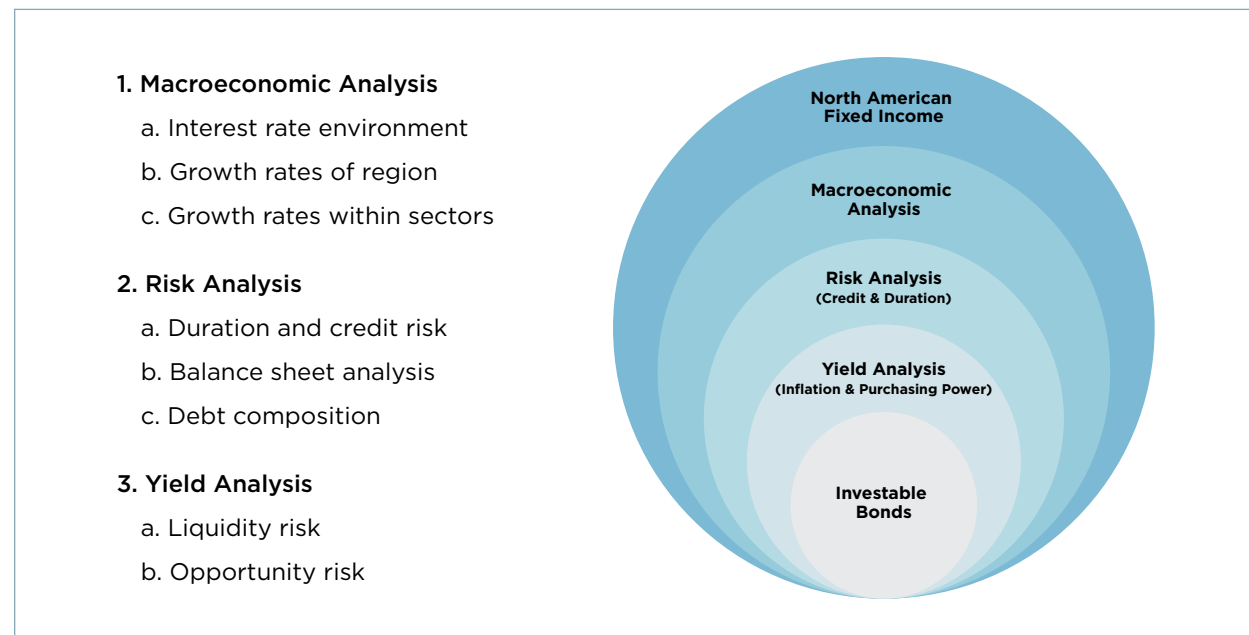 1. Macroeconomic Analysis
a. Interest rate environment
b. Growth rates of region
c. Growth rates within sectors
2. Risk Analysis
a. Duration and credit risk
b. Balance sheet analysis
c. Debt composition
3. Yield Analysis
a. Liquidity risk
b. Opportunity risk
North American
Fixed Income
Macroeconomic
Analysis
Risk Analysis
(Credit & Duration)
Yield Analysis
(Inflation & Purchasing Power)
Investable
Bonds